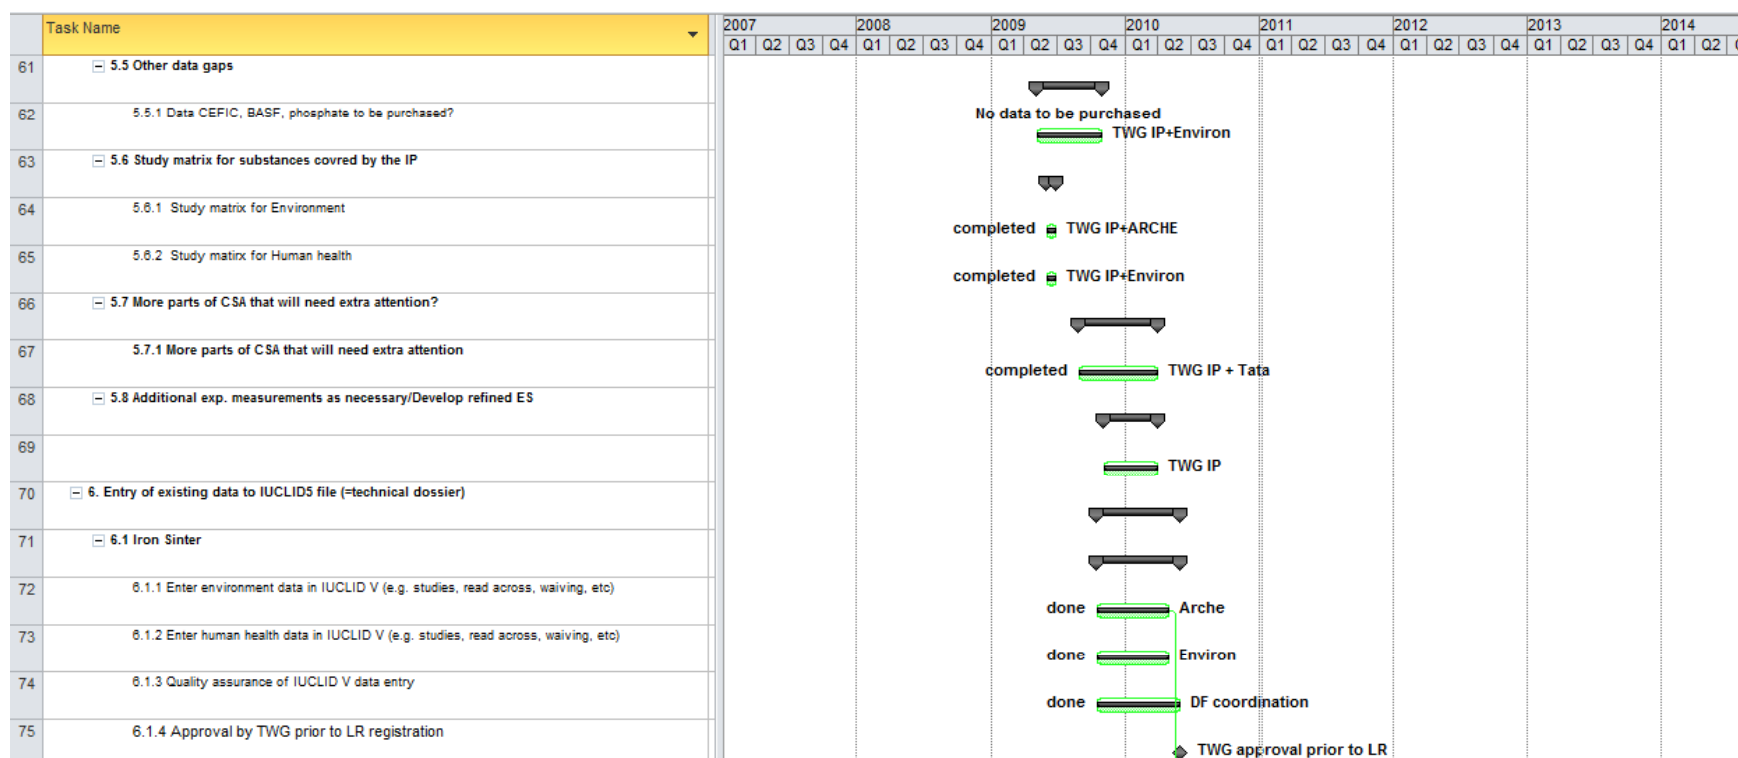 Task Name
2007 2008 2009 2010 2011 2012 2013 2014
Q1 Q2 Q3 Q4 Q1 Q2 Q3 Q4 Q1 Q2 Q3 Q4 Q1 Q2 Q3 Q4 Q1 Q2 Q3 Q4 Q1 Q2 Q3 Q4 Q1 Q2 Q3 Q4 Q1 Q2
61 5.5 Other data gaps
62 5.5.1 Data CEFIC, BASF, phosphate to be purchased? No data to be purchased
TWG IP+Environ
63 5.6 Study matrix for substances covred by the IP
64 5.6.1 Study matrix for Environment
completed TWG IP+ARCHE
65 5.6.2 Study matirx for Human health
completed TWG IP+Environ
66 5.7 More parts of CSA that will need extra attention?
67 5.7.1 More parts of CSA that will need extra attention
completed TWG IP + Tata
68 5.8 Additional exp. measurements as necessary/Develop refined ES
69
TWG IP
70 6. Entry of existing data to IUCLID5 file (=technical dossier)
71 6.1 Iron Sinter
72 6.1.1 Enter environment data in IUCLID V (e.g. studies, read across, waiving, etc)
done Arche
73 6.1.2 Enter human health data in IUCLID V (e.g. studies, read across, waiving, etc)
done Environ
74 6.1.3 Quality assurance of IUCLID V data entry
done DF coordination
75 6.1.4 Approval by TWG prior to LR registration
TWG approval prior to LR